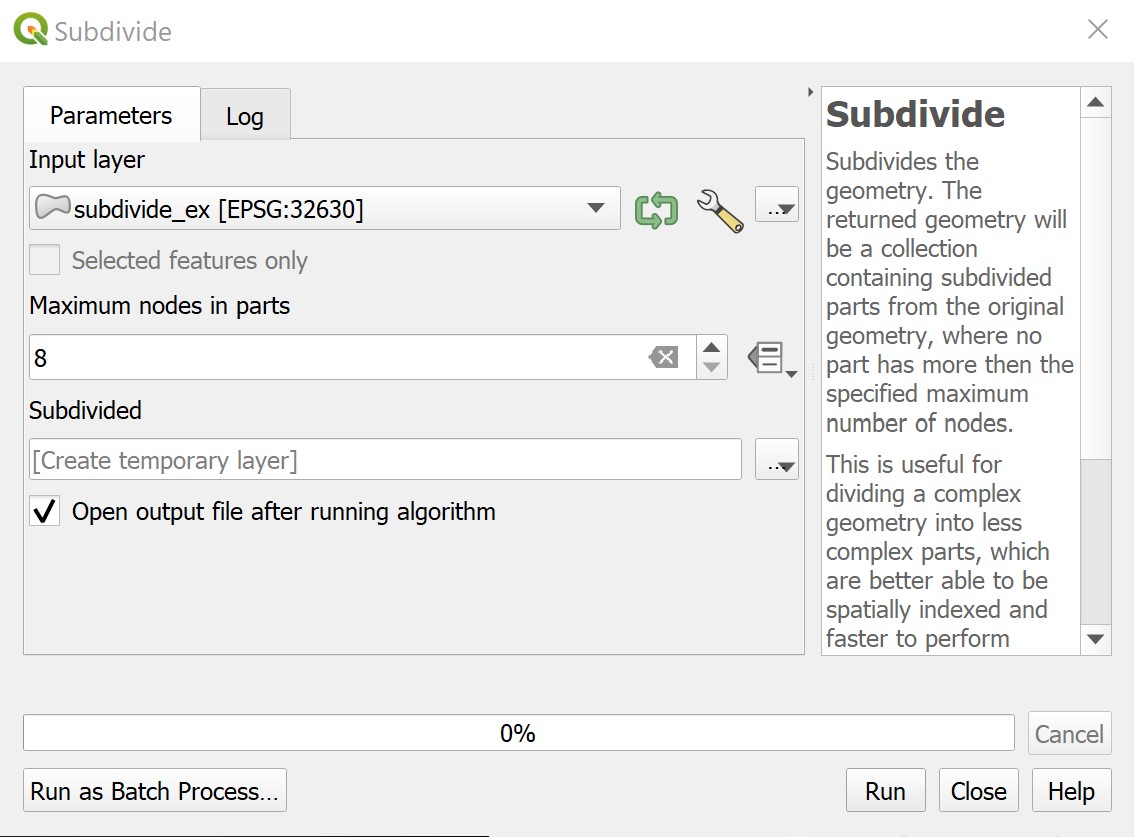 Subdivide
Parameters
Log
Input layer
subdivide_ex [EPSG:32630]
...
Selected features only
Maximum nodes in parts
8
Subdivided
[Create temporary layer]
...
Open output file after running algorithm
Subdivide
Subdivides the
geometry. The
returned geometry will
be a collection
containing subdivided
parts from the original
geometry, where no
part has more then the
specified maximum
number of nodes.
This is useful for
dividing a complex
geometry into less
complex parts, which
are better able to be
spatially indexed and
faster to perform
0%
Cancel
Run as Batch Process...
Run
Close
Help